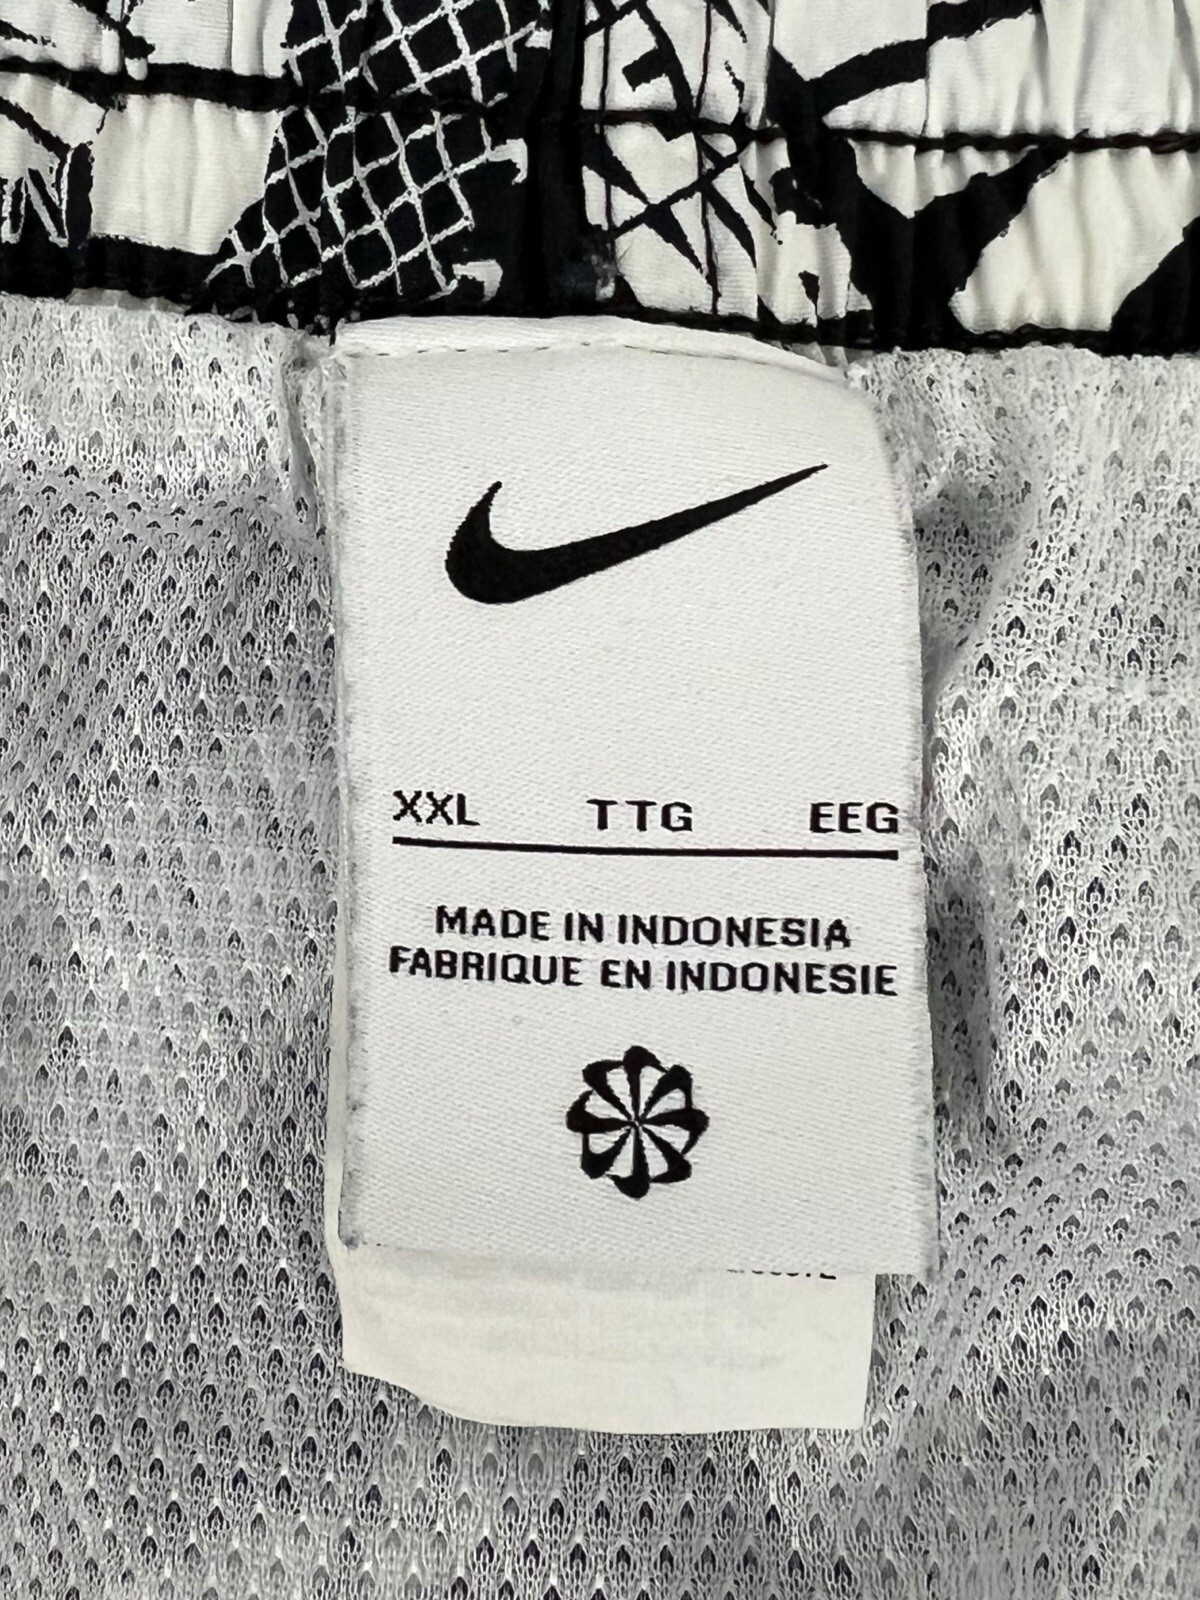 XXL TTG EEG
MADE IN INDONESIA
FABRIQUE EN INDONESIE